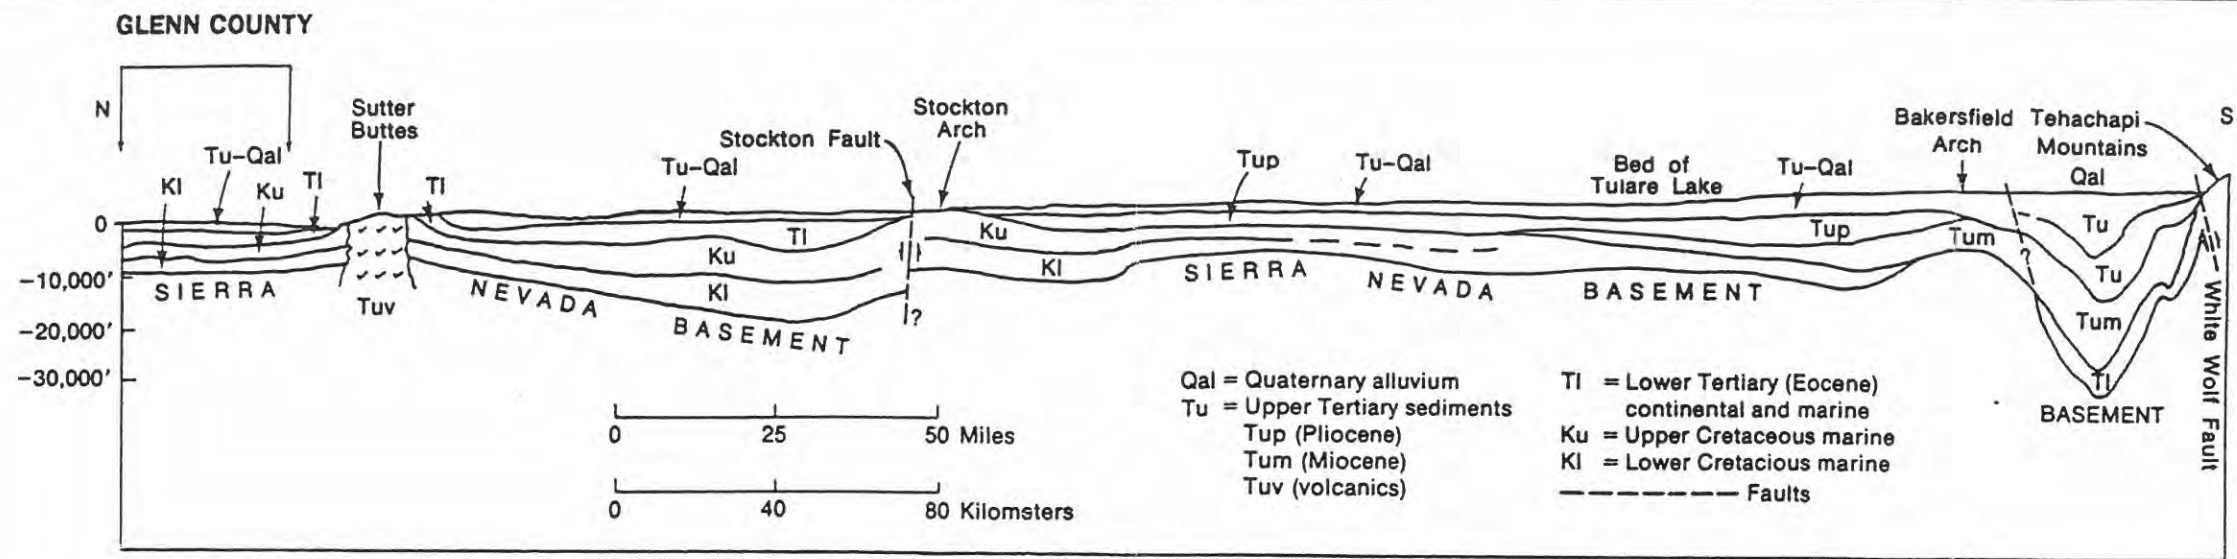 GLENN COUNTY
N
Sutter
Buttes
Stockton Fault
Stockton
Arch
Bakersfield
Arch
Tehachapi
Mountains
S
Kl
Tu-Qal
Ku
Tl
Tl
Tu-Qal
Tup
Tu-Qal
Bed of
Tulare Lake
Tu-Qal
Qal
0
-10,000'
-20,000'
-30,000'
SIERRA
Tuv
NEVADA
BASEMENT
Tl
Ku
Kl
?
Ku
Kl
SIERRA
NEVADA
BASEMENT
Tup
Tum
?
Tu
Tu
Tum
Tl
BASEMENT
White Wolf Fault
0 25 50 Miles
0 40 80 Kilomsters
Qal = Quaternary alluvium
Tu = Upper Tertiary sediments
Tup (Pliocene)
Tum (Miocene)
Tuv (volcanics)
Tl = Lower Tertiary (Eocene)
continental and marine
Ku = Upper Cretaceous marine
Kl = Lower Cretacious marine
Faults